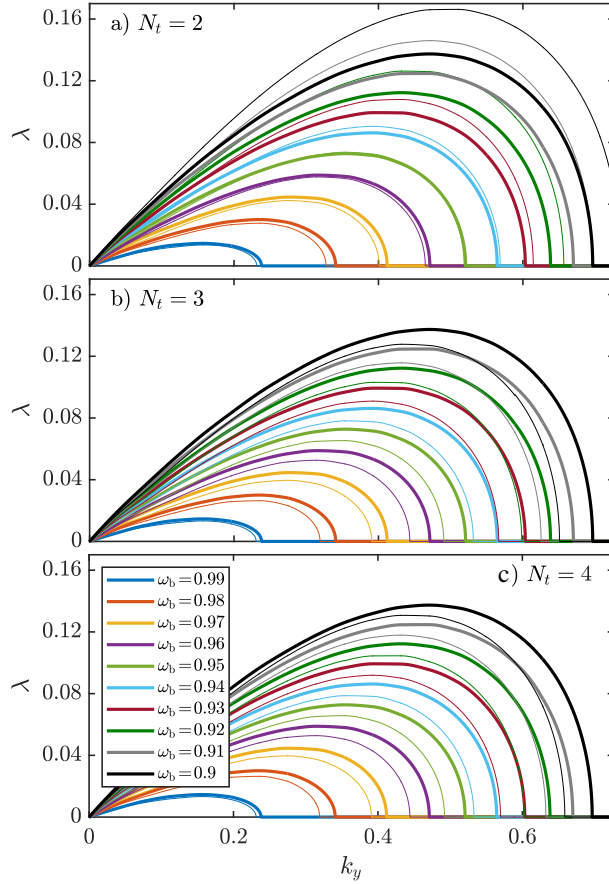 a) Nₜ = 2
0.16
0.12
0.08
0.04
0
λ
b) Nₜ = 3
0.16
0.12
0.08
0.04
0
λ
c) Nₜ = 4
0.16
0.12
0.08
0.04
0
λ
ω_b = 0.99
ω_b = 0.98
ω_b = 0.97
ω_b = 0.96
ω_b = 0.95
ω_b = 0.94
ω_b = 0.93
ω_b = 0.92
ω_b = 0.91
ω_b = 0.9
0 0.2 0.4 0.6
k_y